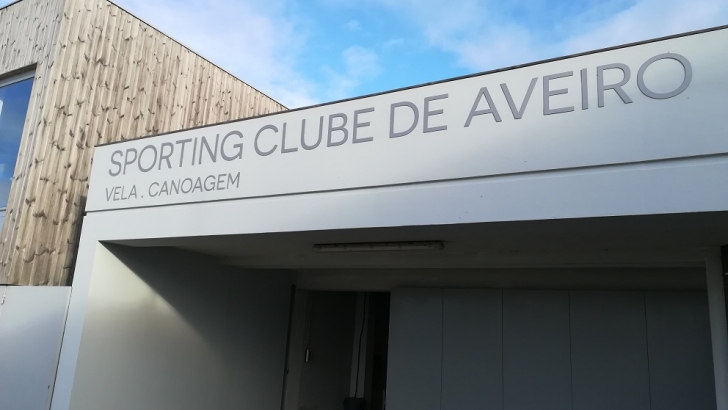 SPORTING CLUBE DE AVEIRO
VELA . CANOAGEM